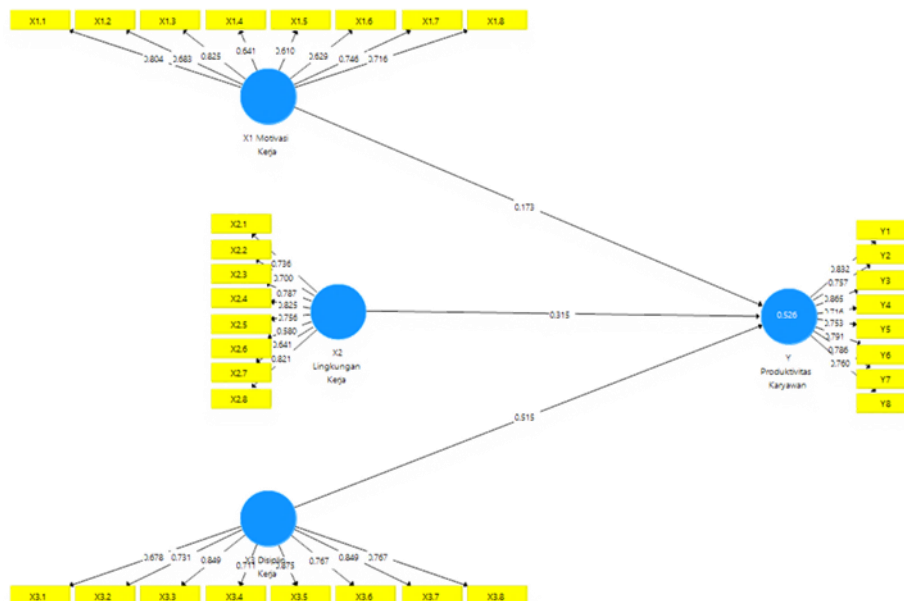 X1.1 X1.2 X1.3 X1.4 X1.5 X1.6 X1.7 X1.8
0.804 0.683 0.825 0.641 0.610 0.629 0.746 0.716
X1 Motivasi
Kerja
0.173
X2.1
X2.2
X2.3
X2.4
X2.5
X2.6
X2.7
X2.8
0.736
0.700
0.787
0.825
0.756
0.580
0.641
0.821
X2
Lingkungan
Kerja
0.315
Y1
Y2
Y3
Y4
Y5
Y6
Y7
Y8
0.832
0.757
0.865
0.716
0.753
0.791
0.786
0.760
0.526
Y
Produktivitas
Karyawan
0.515
X3 Disiplin
Kerja
0.678 0.731 0.849 0.711 0.875 0.767 0.849 0.767
X3.1 X3.2 X3.3 X3.4 X3.5 X3.6 X3.7 X3.8